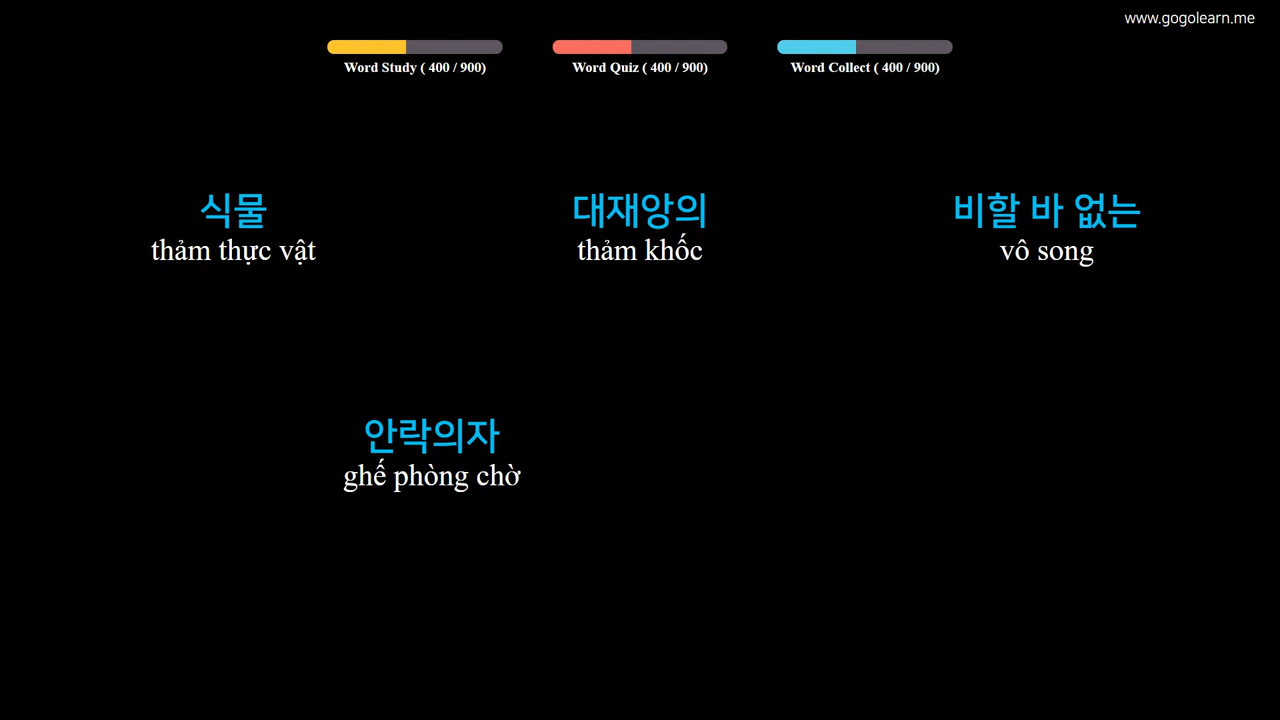 www.gogolearn.me
Word Study ( 400 / 900)
Word Quiz ( 400 / 900)
Word Collect ( 400 / 900)
식물
thảm thực vật
대재앙의
thảm khốc
비할 바 없는
vô song
안락의자
ghế phòng chờ